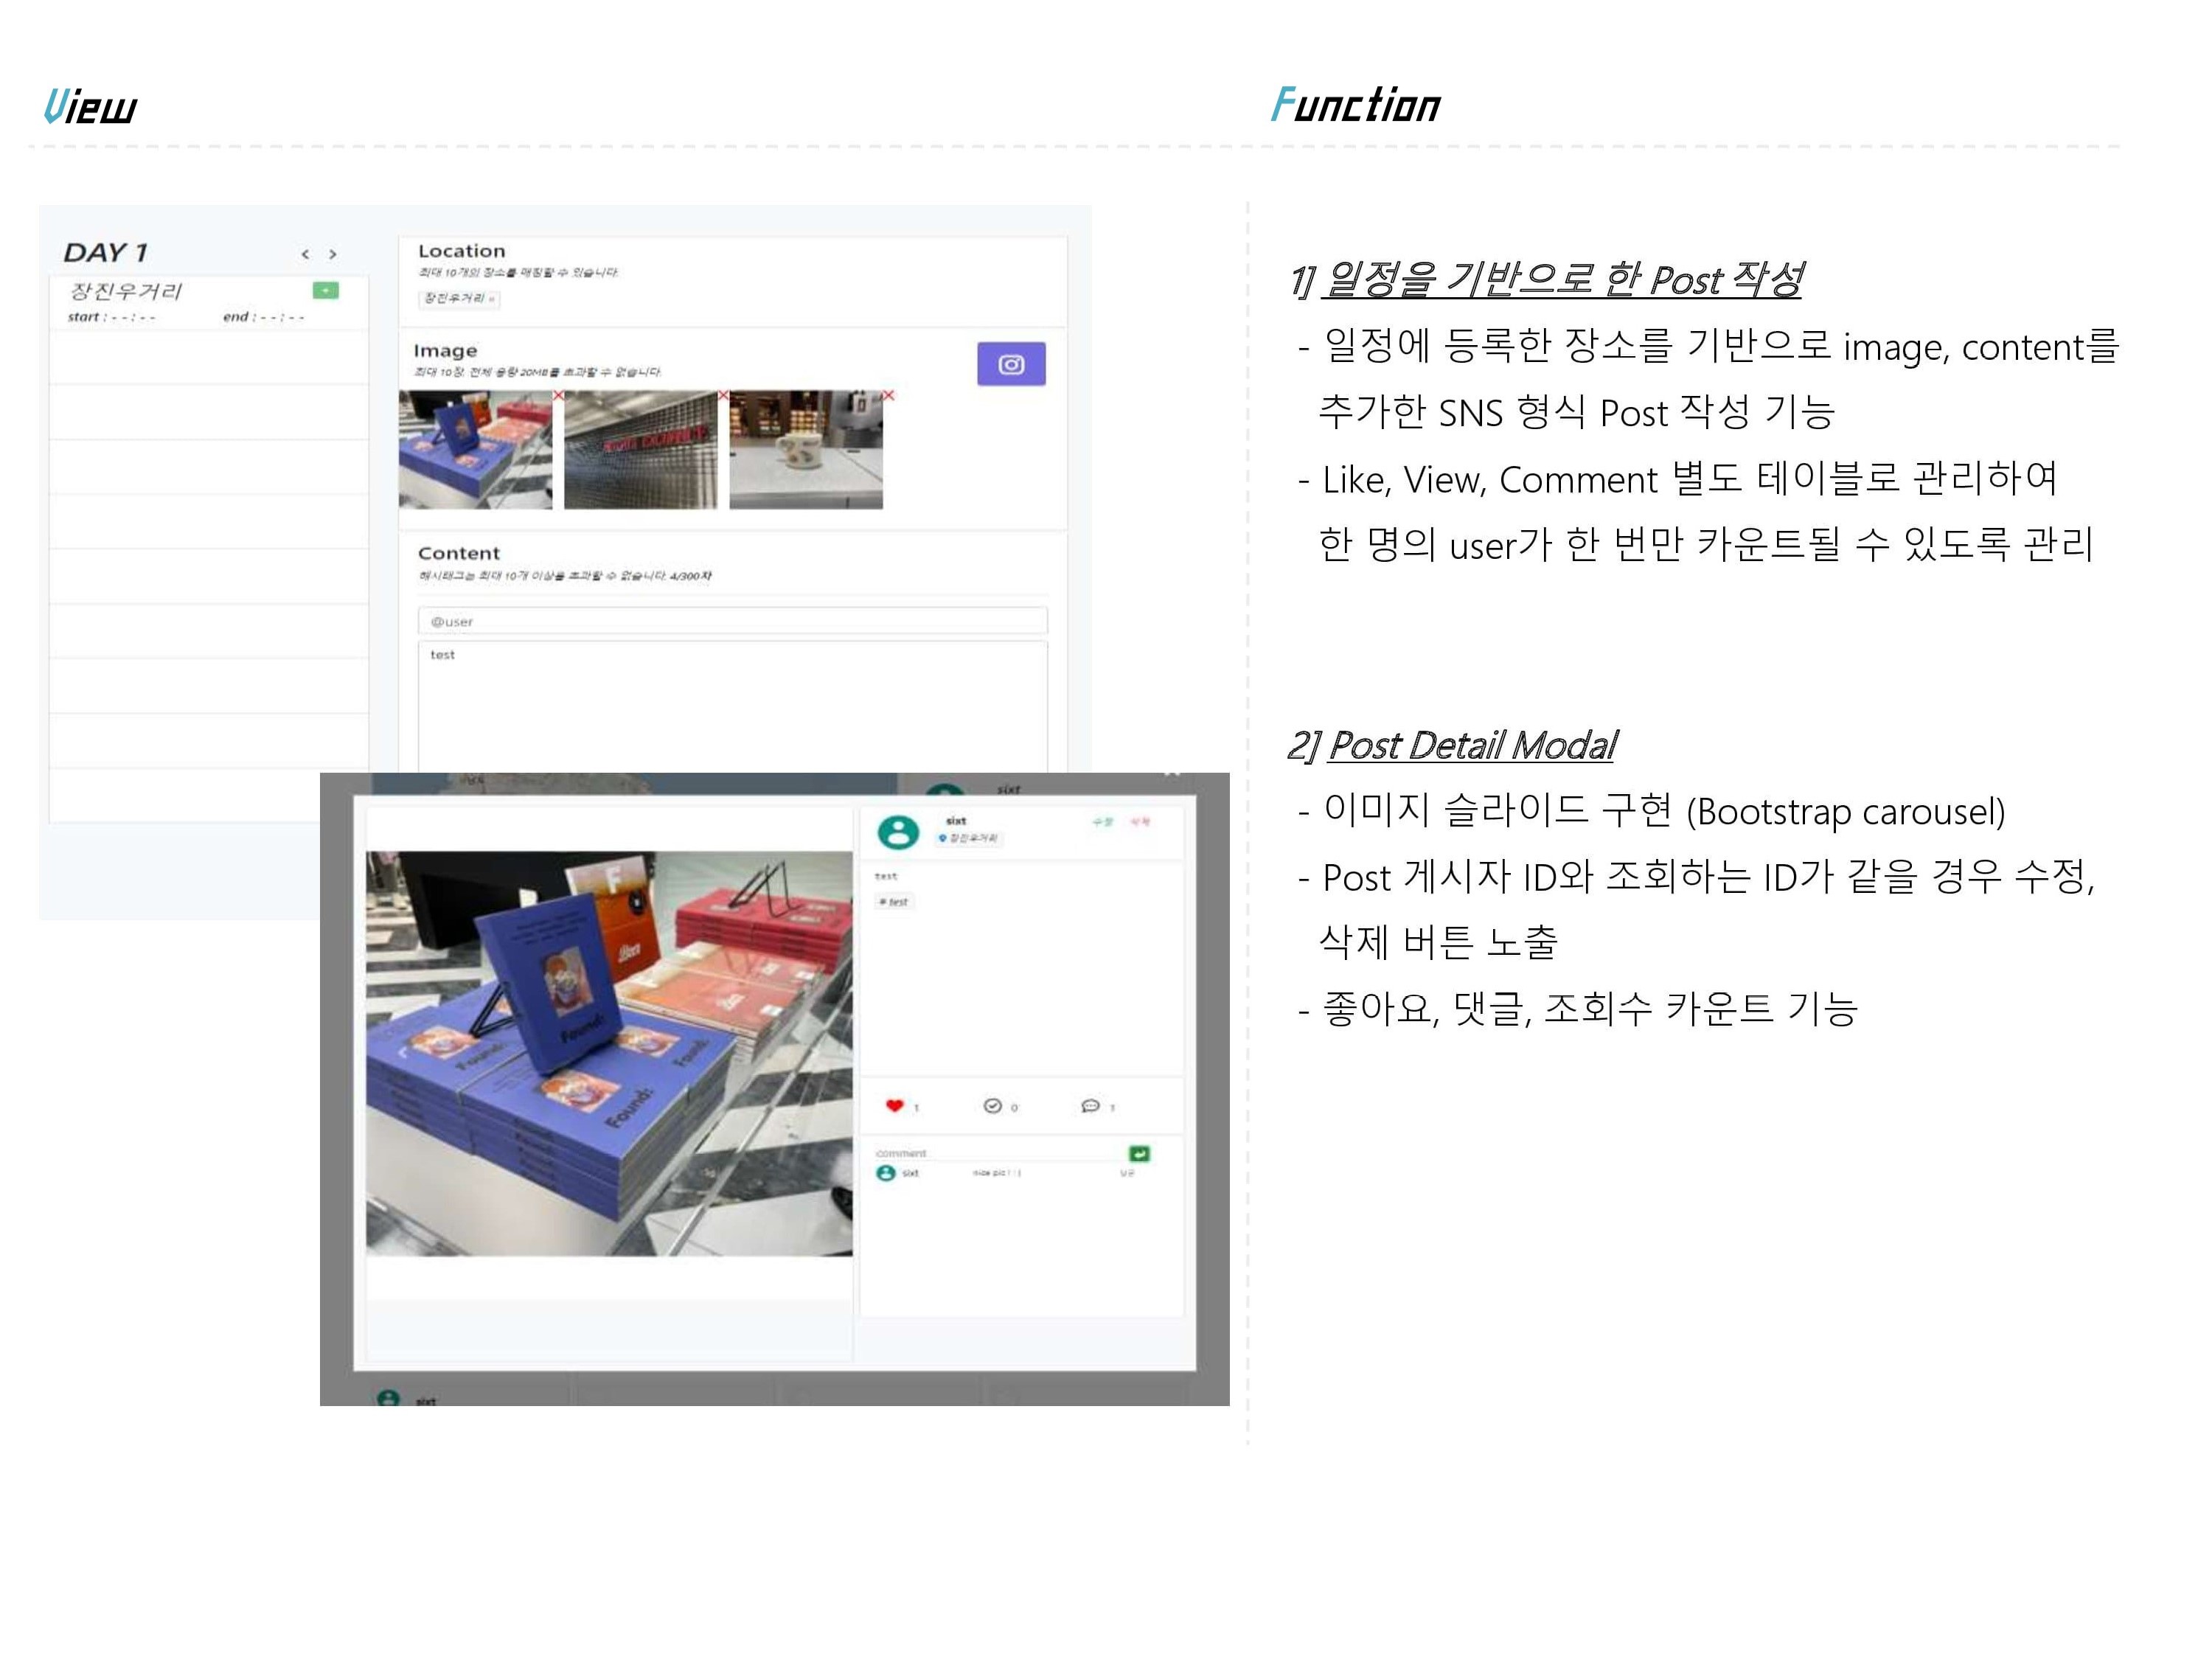 View
Function
DAY 1
< >
장진우거리
+
start : - - : - -
end : - - : - -
Location
최대 10개의 장소를 매칭할 수 있습니다.
장진우거리
Image
최대 10장, 전체 용량 20MB를 초과할 수 없습니다.
Content
해시태그는 최대 10개 이상을 초과할 수 없습니다. 4/300자
@user
test
sixt
sixt
장진우거리
수정 삭제
test
# test
Found:
Found:
Found:
Found:
1
0
1
comment
sixt
nice pic ! : )
sixt
1] 일정을 기반으로 한 Post 작성
- 일정에 등록한 장소를 기반으로 image, content를
추가한 SNS 형식 Post 작성 기능
- Like, View, Comment 별도 테이블로 관리하여
한 명의 user가 한 번만 카운트될 수 있도록 관리
2] Post Detail Modal
- 이미지 슬라이드 구현 (Bootstrap carousel)
- Post 게시자 ID와 조회하는 ID가 같을 경우 수정,
삭제 버튼 노출
- 좋아요, 댓글, 조회수 카운트 기능